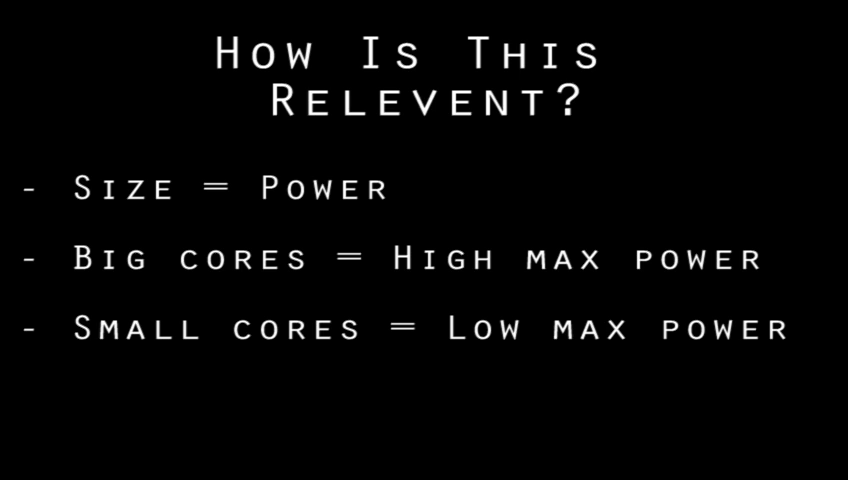 How Is This
Relevent?
- Size = Power
- Big cores = High max power
- Small cores = Low max power